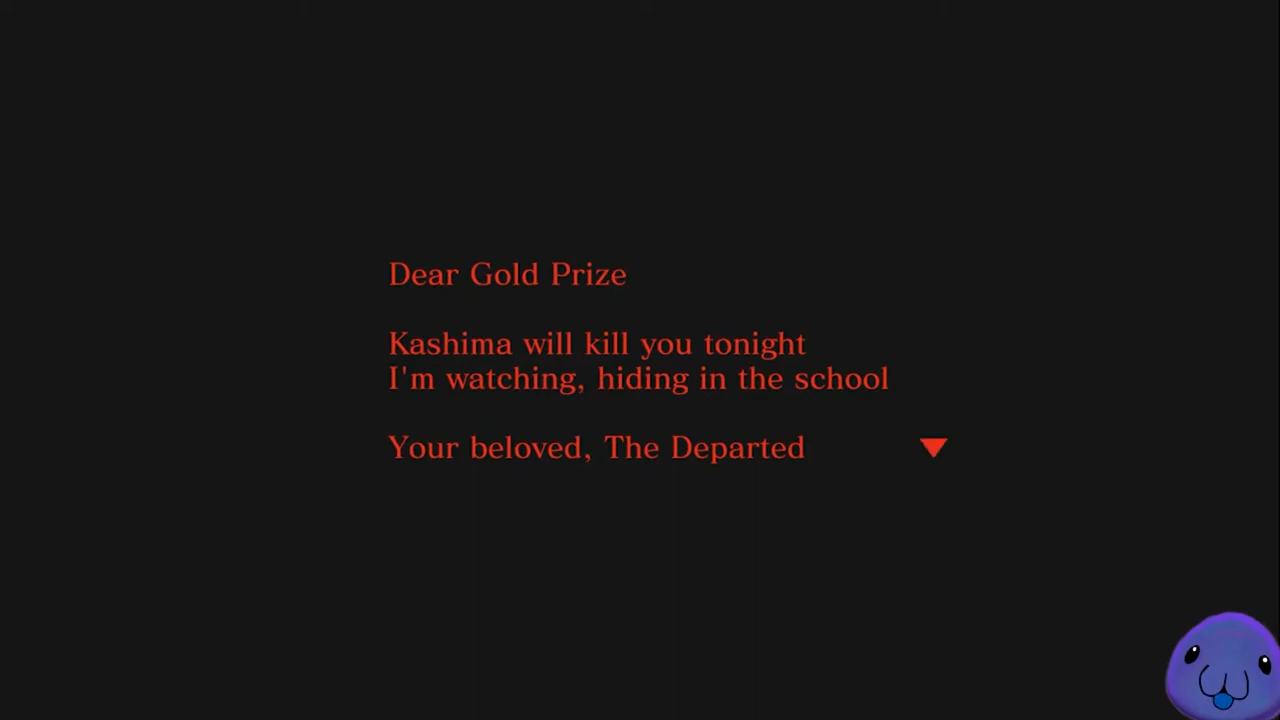 Dear Gold Prize
Kashima will kill you tonight
I'm watching, hiding in the school
Your beloved, The Departed